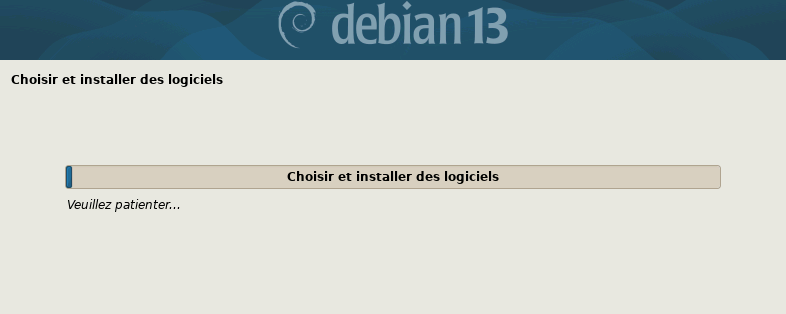 debian 13
Choisir et installer des logiciels
Choisir et installer des logiciels
Veuillez patienter...